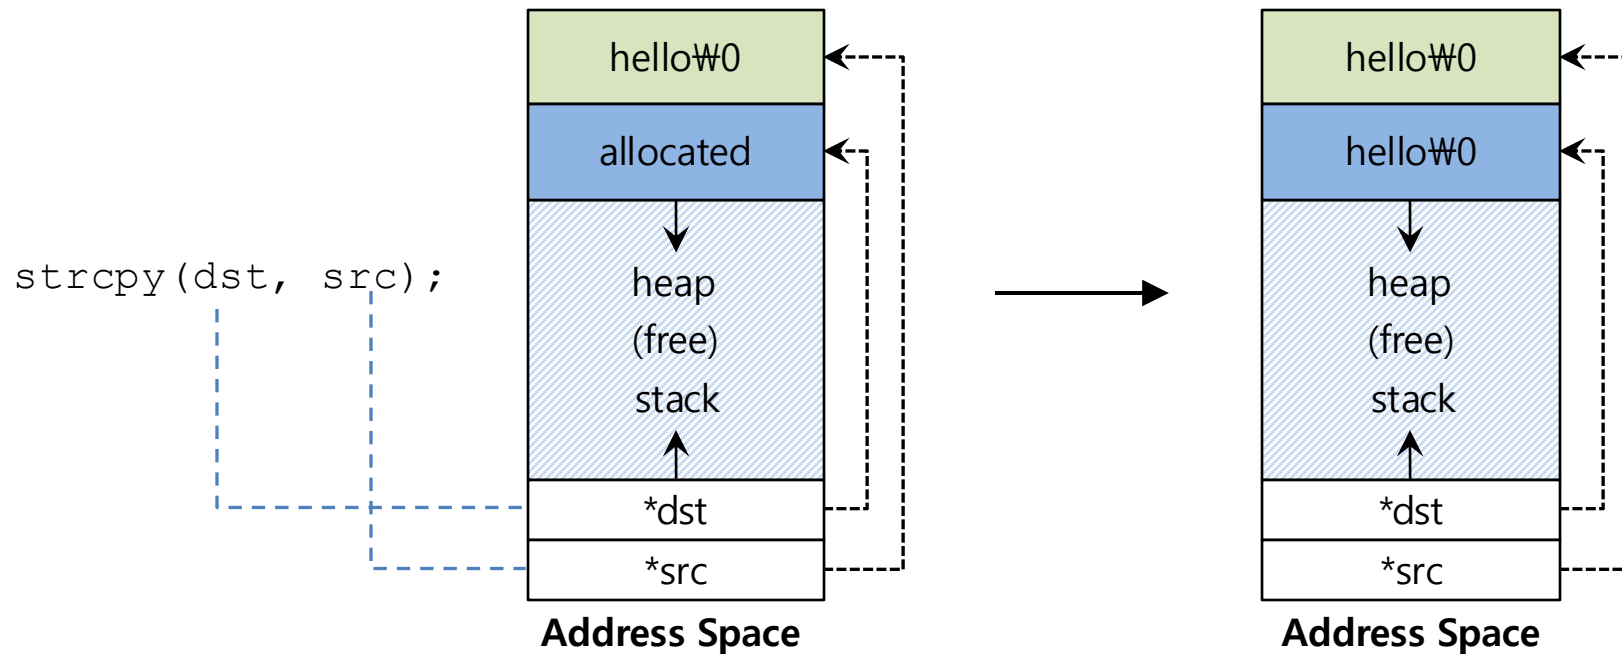 strcpy(dst, src);
hello₩0
allocated
heap
(free)
stack
*dst
*src
Address Space
hello₩0
hello₩0
heap
(free)
stack
*dst
*src
Address Space